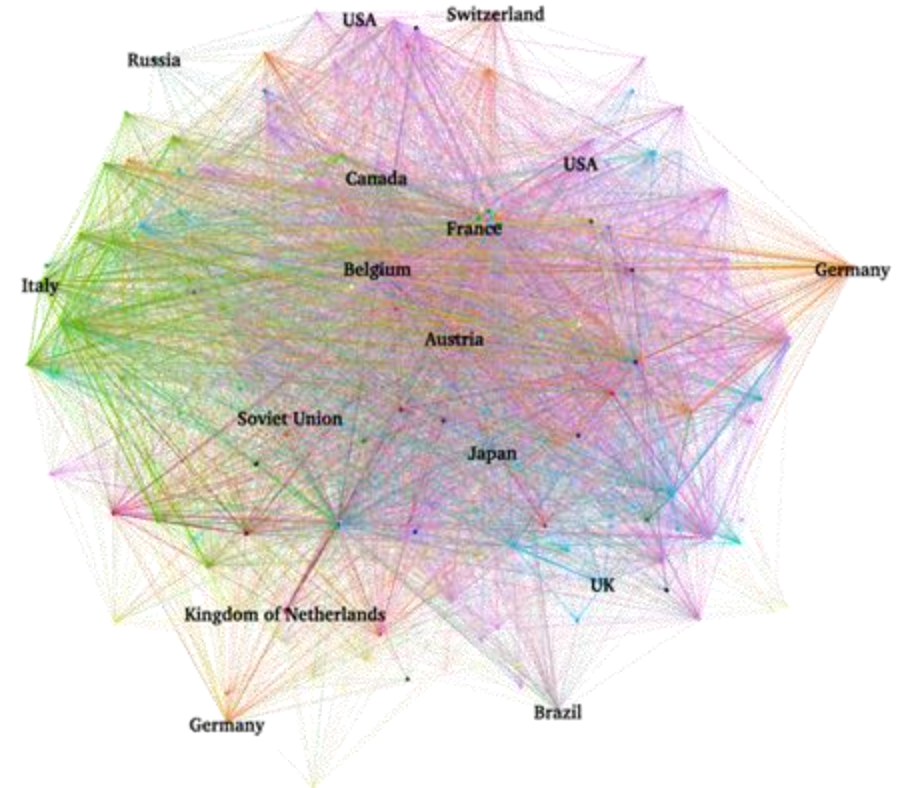 USA
Switzerland
Russia
USA
Canada
France
Belgium
Germany
Italy
Austria
Soviet Union
Japan
UK
Kingdom of Netherlands
Brazil
Germany